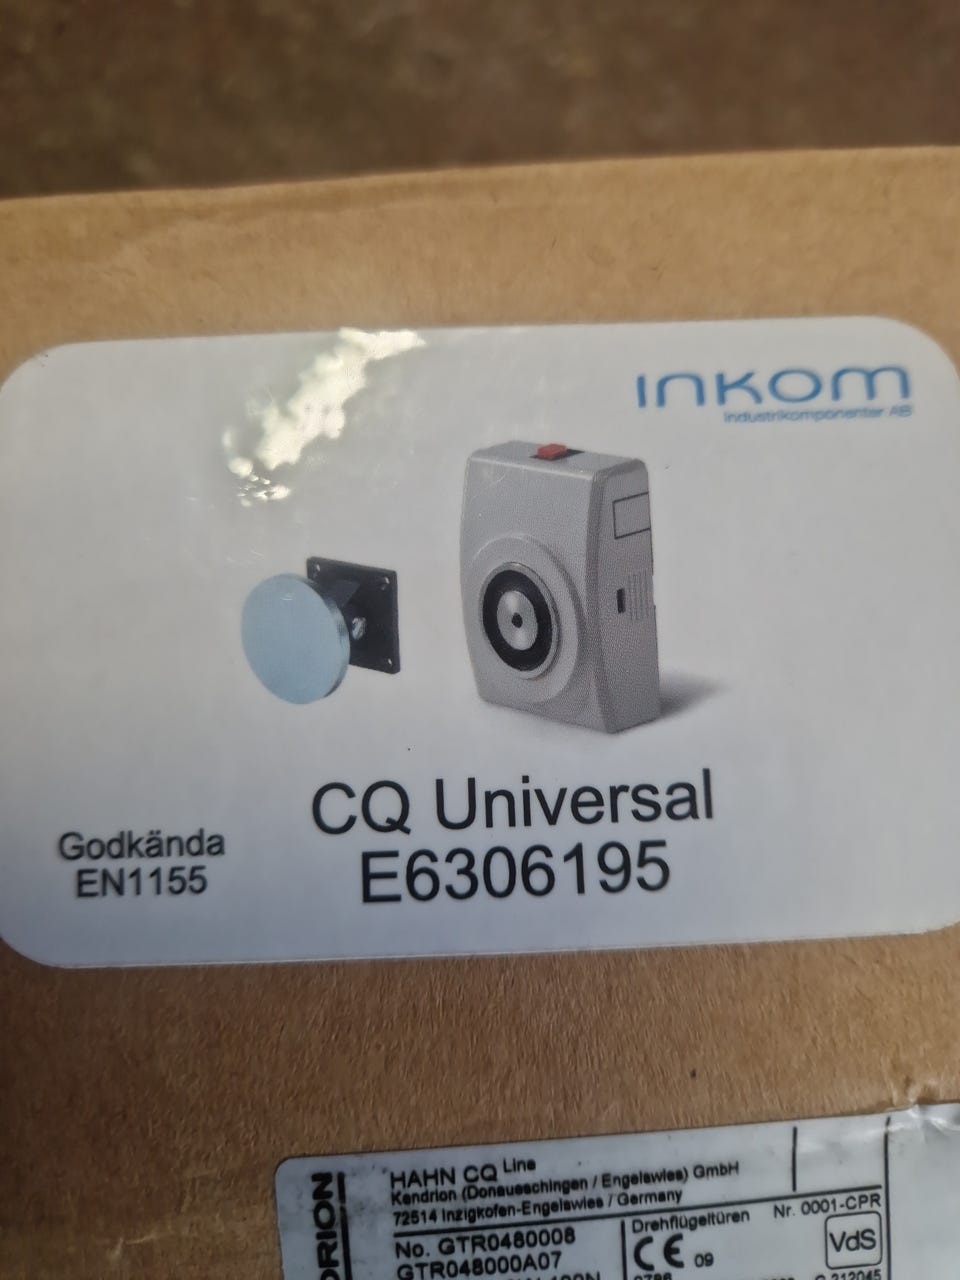 INKOM
Industrikomponenter AB
CQ Universal
E6306195
Godkända
EN1155
HAHN CQ Line
Kendrion (Donaueschingen / Engelswies) GmbH
72514 Inzigkofen-Engelswies / Germany
No. GTR0480008
GTR048000A07
Drehflügeltüren
Nr. 0001-CPR
CE 09
VdS